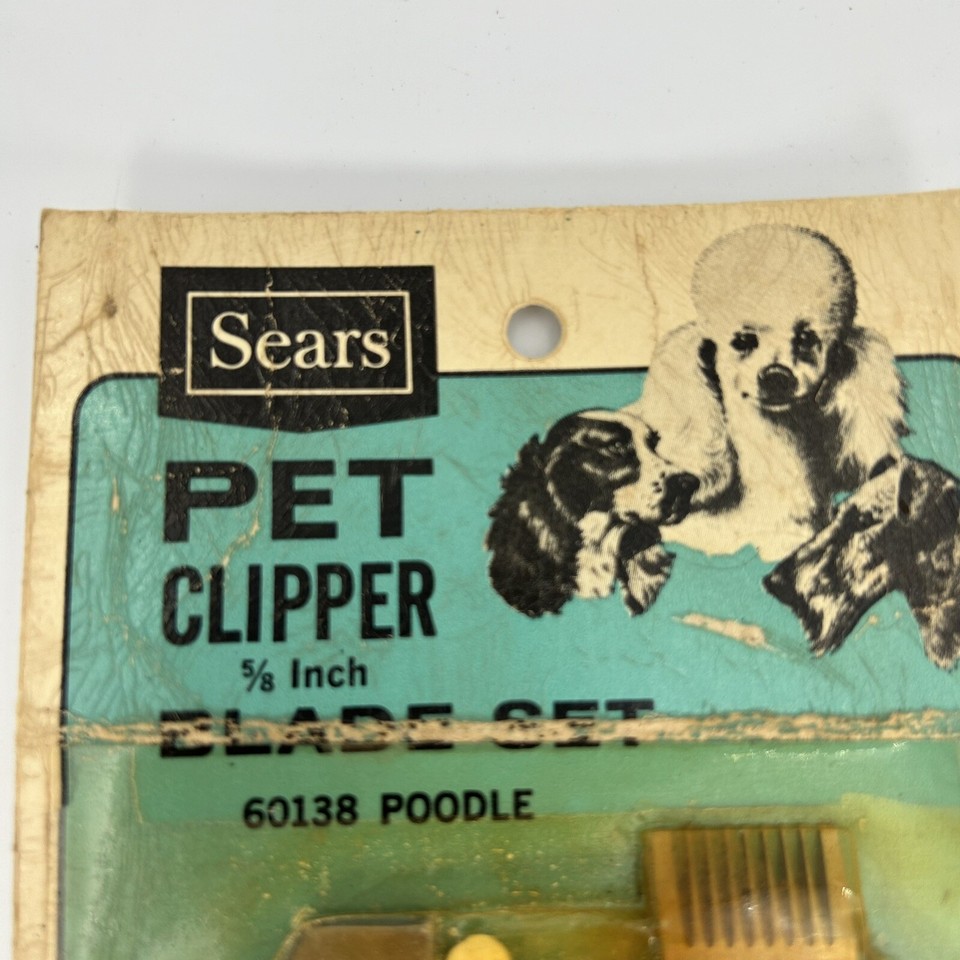 Sears
PET
CLIPPER
5/8 Inch
BLADE SET
60138 POODLE